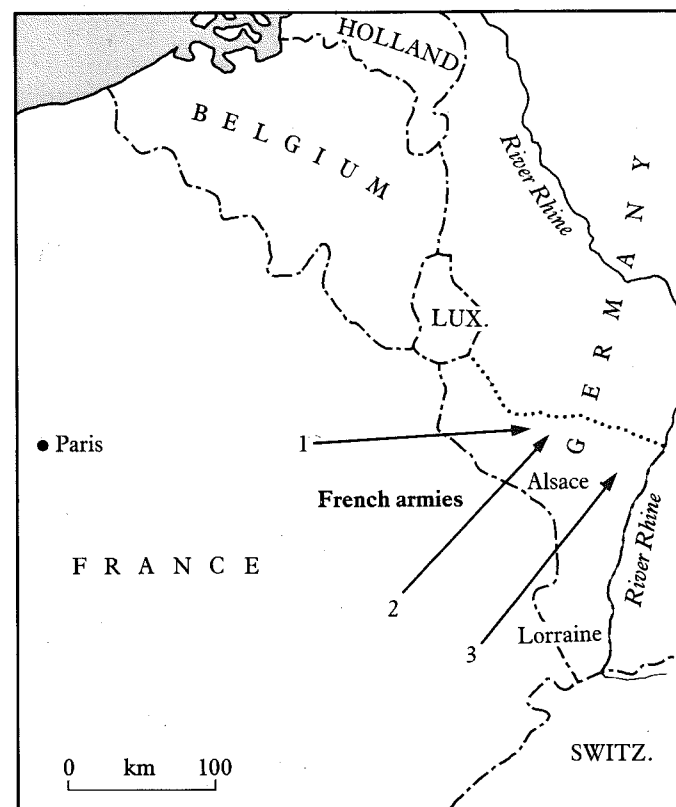 HOLLAND
BELGIUM
River Rhine
GERMANY
LUX.
Paris
1
French armies
Alsace
FRANCE
2
River Rhine
3
Lorraine
SWITZ.
0 km 100